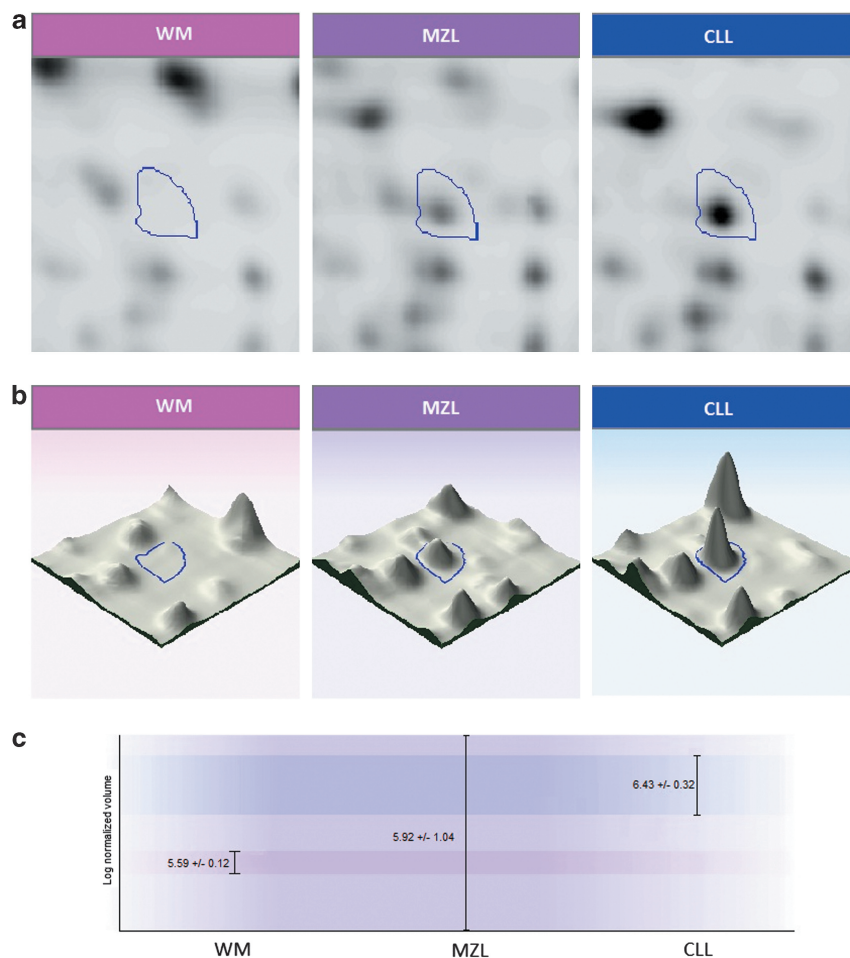 a
WM MZL CLL
b
WM MZL CLL
c
Log normalized volume
6.43 +/- 0.32
5.92 +/- 1.04
5.59 +/- 0.12
WM MZL CLL